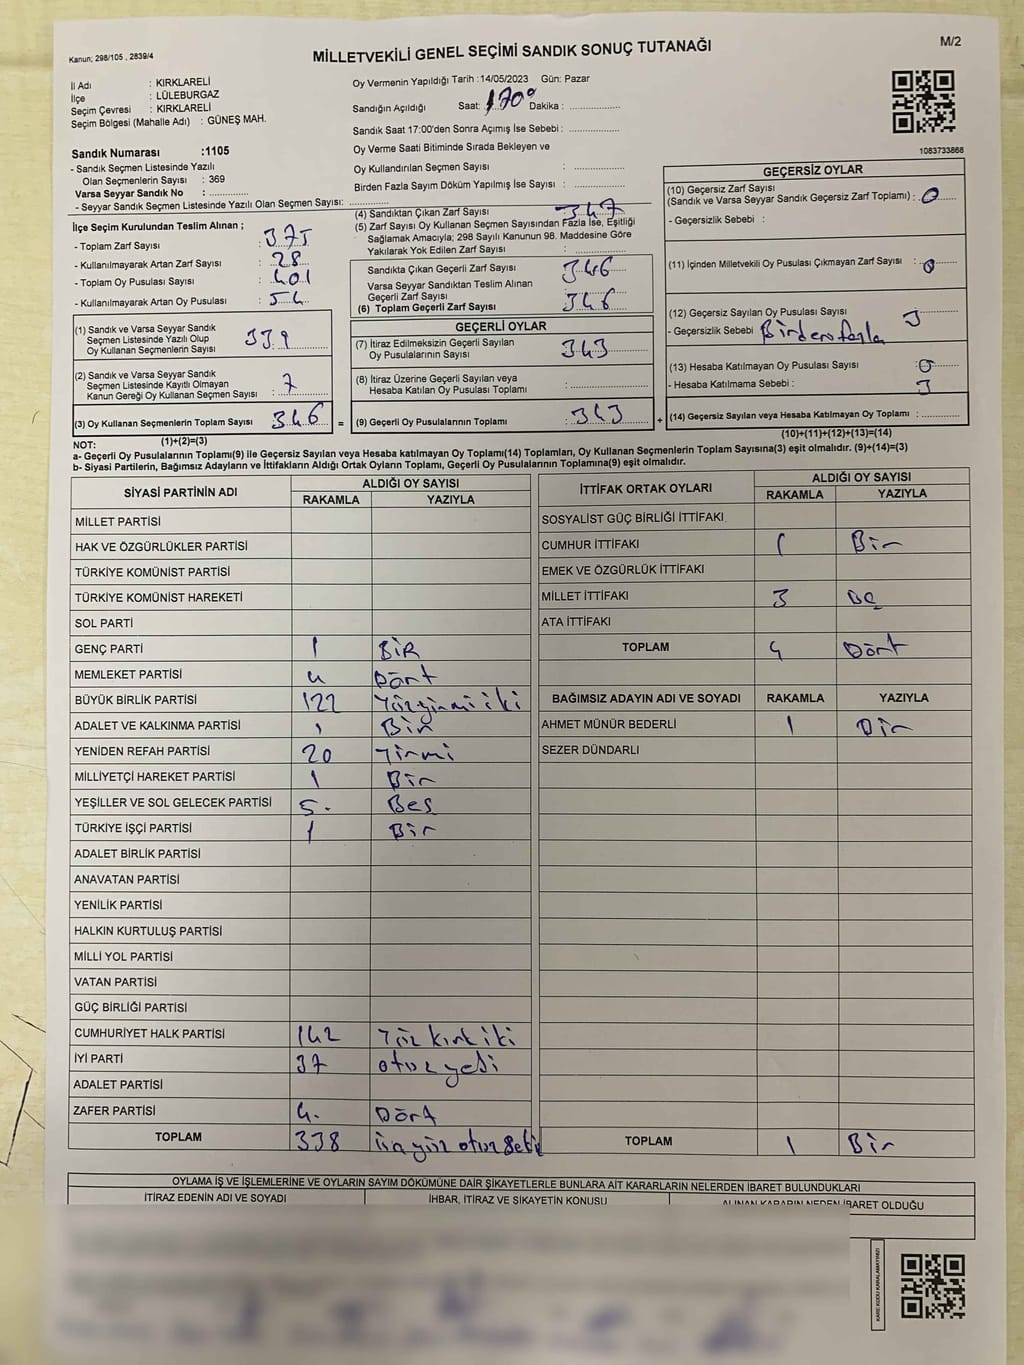 Kanun; 298/105 , 2839/4
MİLLETVEKİLİ GENEL SEÇİMİ SANDIK SONUÇ TUTANAĞI
M/2
İl Adı : KIRKLARELİ
İlçe : LÜLEBURGAZ
Seçim Çevresi : KIRKLARELİ
Seçim Bölgesi (Mahalle Adı) : GÜNEŞ MAH.
Sandık Numarası :1105
- Sandık Seçmen Listesinde Yazılı
Olan Seçmenlerin Sayısı : 369
Varsa Seyyar Sandık No :
- Seyyar Sandık Seçmen Listesinde Yazılı Olan Seçmen Sayısı:
Oy Vermenin Yapıldığı Tarih :14/05/2023 Gün: Pazar
Sandığın Açıldığı Saat: 1700 Dakika :
Sandık Saat 17:00'den Sonra Açımış İse Sebebi :
Oy Verme Saati Bitiminde Sırada Bekleyen ve
Oy Kullandırılan Seçmen Sayısı :
Birden Fazla Sayım Döküm Yapılmış İse Sayısı :
1083733868
İlçe Seçim Kurulundan Teslim Alınan ;
- Toplam Zarf Sayısı : 375
- Kullanılmayarak Artan Zarf Sayısı : 28
- Toplam Oy Pusulası Sayısı : 401
- Kullanılmayarak Artan Oy Pusulası : 54
(1) Sandık ve Varsa Seyyar Sandık
Seçmen Listesinde Yazılı Olup
Oy Kullanan Seçmenlerin Sayısı : 339
(2) Sandık ve Varsa Seyyar Sandık
Seçmen Listesinde Kayıtlı Olmayan
Kanun Gereği Oy Kullanan Seçmen Sayısı : 7
(3) Oy Kullanan Seçmenlerin Toplam Sayısı : 346 =
(4) Sandıktan Çıkan Zarf Sayısı : 347
(5) Zarf Sayısı Oy Kullanan Seçmen Sayısından Fazla İse, Eşitliği
Sağlamak Amacıyla; 298 Sayılı Kanunun 98. Maddesine Göre
Yakılarak Yok Edilen Zarf Sayısı :
Sandıkta Çıkan Geçerli Zarf Sayısı : 346
Varsa Seyyar Sandıktan Teslim Alınan
Geçerli Zarf Sayısı :
(6) Toplam Geçerli Zarf Sayısı : 346
GEÇERLİ OYLAR
(7) İtiraz Edilmeksizin Geçerli Sayılan
Oy Pusulalarının Sayısı : 343
(8) İtiraz Üzerine Geçerli Sayılan veya
Hesaba Katılan Oy Pusulası Toplamı :
(9) Geçerli Oy Pusulalarının Toplamı : 343 +
GEÇERSİZ OYLAR
(10) Geçersiz Zarf Sayısı
(Sandık ve Varsa Seyyar Sandık Geçersiz Zarf Toplamı) : 0
- Geçersizlik Sebebi :
(11) İçinden Milletvekili Oy Pusulası Çıkmayan Zarf Sayısı : 0
(12) Geçersiz Sayılan Oy Pusulası Sayısı : 3
- Geçersizlik Sebebi : Birden fazla
(13) Hesaba Katılmayan Oy Pusulası Sayısı : 0
- Hesaba Katılmama Sebebi : 3
(14) Geçersiz Sayılan veya Hesaba Katılmayan Oy Toplamı :
NOT: (1)+(2)=(3) (10)+(11)+(12)+(13)=(14)
a- Geçerli Oy Pusulalarının Toplamı(9) ile Geçersiz Sayılan veya Hesaba katılmayan Oy Toplamı(14) Toplamları, Oy Kullanan Seçmenlerin Toplam Sayısına(3) eşit olmalıdır. (9)+(14)=(3)
b- Siyasi Partilerin, Bağımsız Adayların ve İttifakların Aldığı Ortak Oyların Toplamı, Geçerli Oy Pusulalarının Toplamına(9) eşit olmalıdır.
SİYASİ PARTİNİN ADI ALDIĞI OY SAYISI
RAKAMLA YAZIYLA
MİLLET PARTİSİ
HAK VE ÖZGÜRLÜKLER PARTİSİ
TÜRKİYE KOMÜNİST PARTİSİ
TÜRKİYE KOMÜNİST HAREKETİ
SOL PARTİ
GENÇ PARTİ 1 BİR
MEMLEKET PARTİSİ 4 Dört
BÜYÜK BİRLİK PARTİSİ 122 Yüzyirmiiki
ADALET VE KALKINMA PARTİSİ 1 Bir
YENİDEN REFAH PARTİSİ 20 Yirmi
MİLLİYETÇİ HAREKET PARTİSİ 1 Bir
YEŞİLLER VE SOL GELECEK PARTİSİ 5. Beş
TÜRKİYE İŞÇİ PARTİSİ 1 Bir
ADALET BİRLİK PARTİSİ
ANAVATAN PARTİSİ
YENİLİK PARTİSİ
HALKIN KURTULUŞ PARTİSİ
MİLLİ YOL PARTİSİ
VATAN PARTİSİ
GÜÇ BİRLİĞİ PARTİSİ
CUMHURİYET HALK PARTİSİ 142 Yüz kırk iki
İYİ PARTİ 37 otuz yedi
ADALET PARTİSİ
ZAFER PARTİSİ 4. Dört
TOPLAM 338 üçyüz otuz Seki
İTTİFAK ORTAK OYLARI ALDIĞI OY SAYISI
RAKAMLA YAZIYLA
SOSYALİST GÜÇ BİRLİĞİ İTTİFAKI
CUMHUR İTTİFAKI 1 Bir
EMEK VE ÖZGÜRLÜK İTTİFAKI
MİLLET İTTİFAKI 3
ATA İTTİFAKI
TOPLAM 4 Dört
BAĞIMSIZ ADAYIN ADI VE SOYADI RAKAMLA YAZIYLA
AHMET MÜNÜR BEDERLİ 1 Bir
SEZER DÜNDARLI
TOPLAM 1 Bir
OYLAMA İŞ VE İŞLEMLERİNE VE OYLARIN SAYIM DÖKÜMÜNE DAİR ŞİKAYETLERLE BUNLARA AİT KARARLARIN NELERDEN İBARET BULUNDUKLARI
İTİRAZ EDENİN ADI VE SOYADI İHBAR, İTİRAZ VE ŞİKAYETİN KONUSU ALINAN KARARIN NEDEN İBARET OLDUĞU
KARE KODU KARALAMAYINIZ!